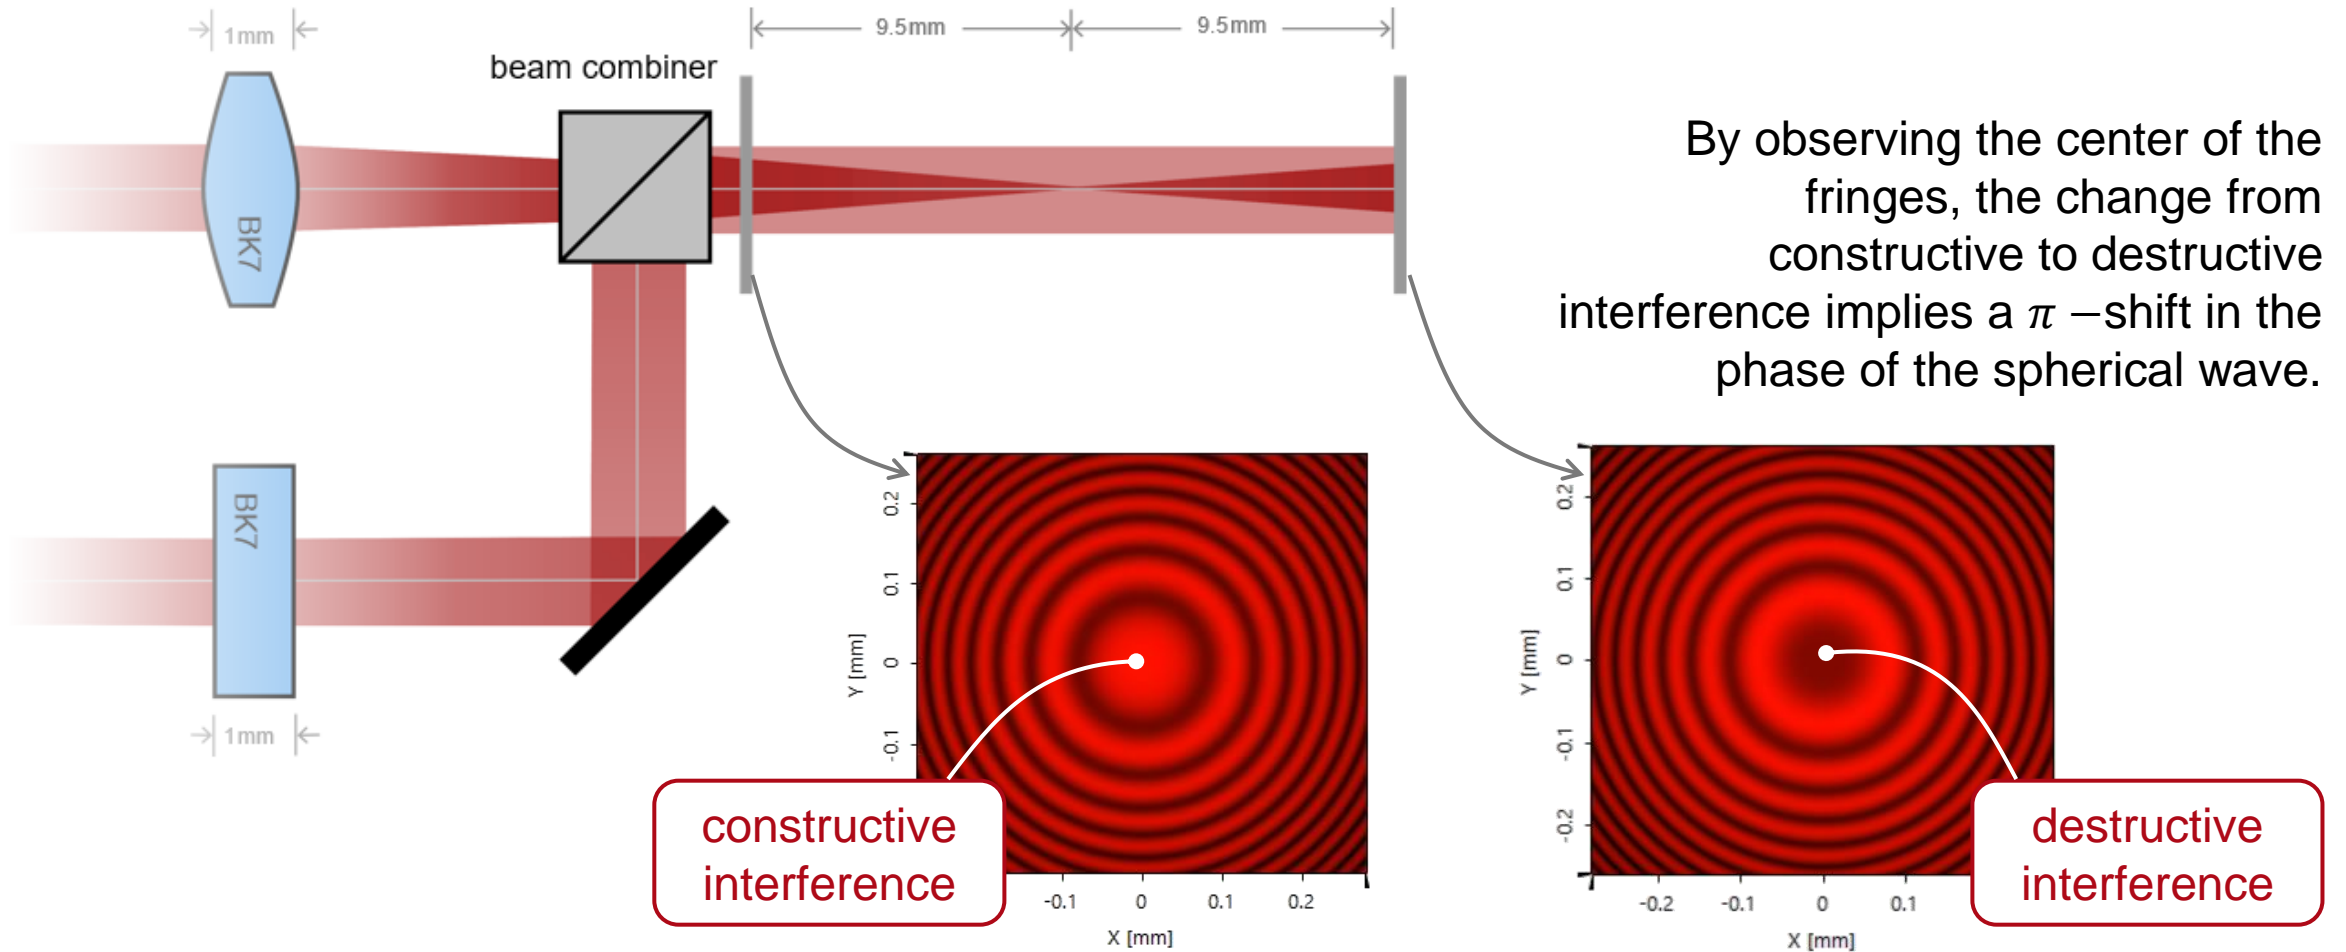 1mm
9.5mm
9.5mm
beam combiner
BK7
By observing the center of the
fringes, the change from
constructive to destructive
interference implies a π −shift in the
phase of the spherical wave.
BK7
1mm
Y [mm]
0.2
0.1
0
-0.1
-0.1
0
0.1
0.2
X [mm]
constructive
interference
Y [mm]
0.2
0.1
0
-0.1
-0.2
-0.2
-0.1
0
0.1
X [mm]
destructive
interference